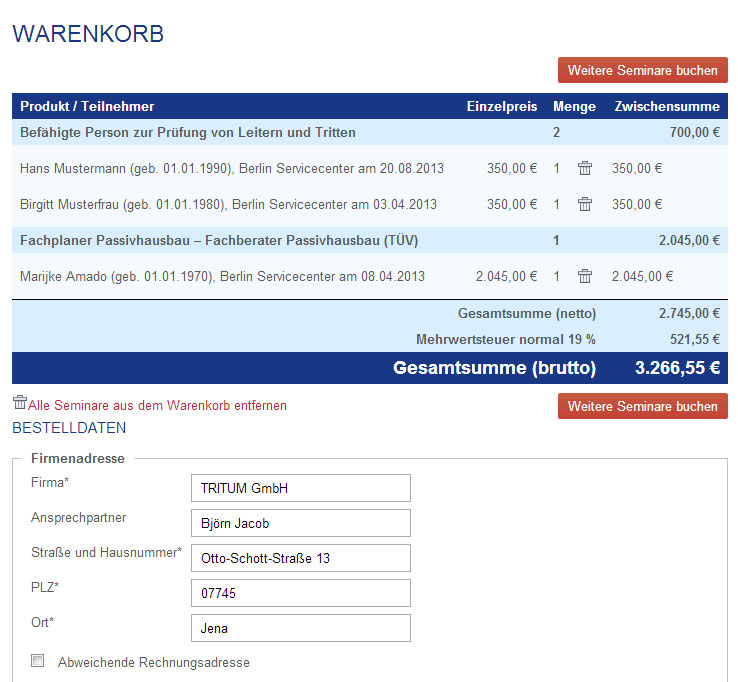 WARENKORB
Weitere Seminare buchen
Produkt / Teilnehmer Einzelpreis Menge Zwischensumme
Befähigte Person zur Prüfung von Leitern und Tritten 2 700,00 €
Hans Mustermann (geb. 01.01.1990), Berlin Servicecenter am 20.08.2013 350,00 € 1 350,00 €
Birgitt Musterfrau (geb. 01.01.1980), Berlin Servicecenter am 03.04.2013 350,00 € 1 350,00 €
Fachplaner Passivhausbau – Fachberater Passivhausbau (TÜV) 1 2.045,00 €
Marijke Amado (geb. 01.01.1970), Berlin Servicecenter am 08.04.2013 2.045,00 € 1 2.045,00 €
Gesamtsumme (netto) 2.745,00 €
Mehrwertsteuer normal 19 % 521,55 €
Gesamtsumme (brutto) 3.266,55 €
Alle Seminare aus dem Warenkorb entfernen Weitere Seminare buchen
BESTELLDATEN
Firmenadresse
Firma* TRITUM GmbH
Ansprechpartner Björn Jacob
Straße und Hausnummer* Otto-Schott-Straße 13
PLZ* 07745
Ort* Jena
Abweichende Rechnungsadresse